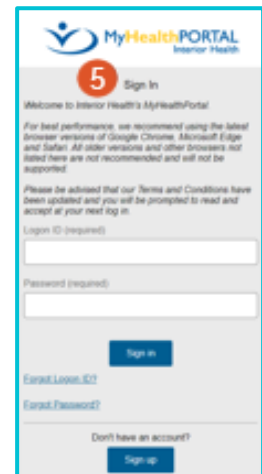 MyHealthPORTAL
Interior Health
5
Sign In
Welcome to Interior Health's MyHealthPortal.
For best performance, we recommend using the latest
browser versions of Google Chrome, Microsoft Edge
and Safari. All older versions and other browsers not
listed here are not recommended and will not be
supported.
Please be advised that our Terms and Conditions have
been updated and you will be prompted to read and
accept at your next log in.
Logon ID (required)
Password (required)
Sign in
Forgot Logon ID?
Forgot Password?
Don't have an account?
Sign up